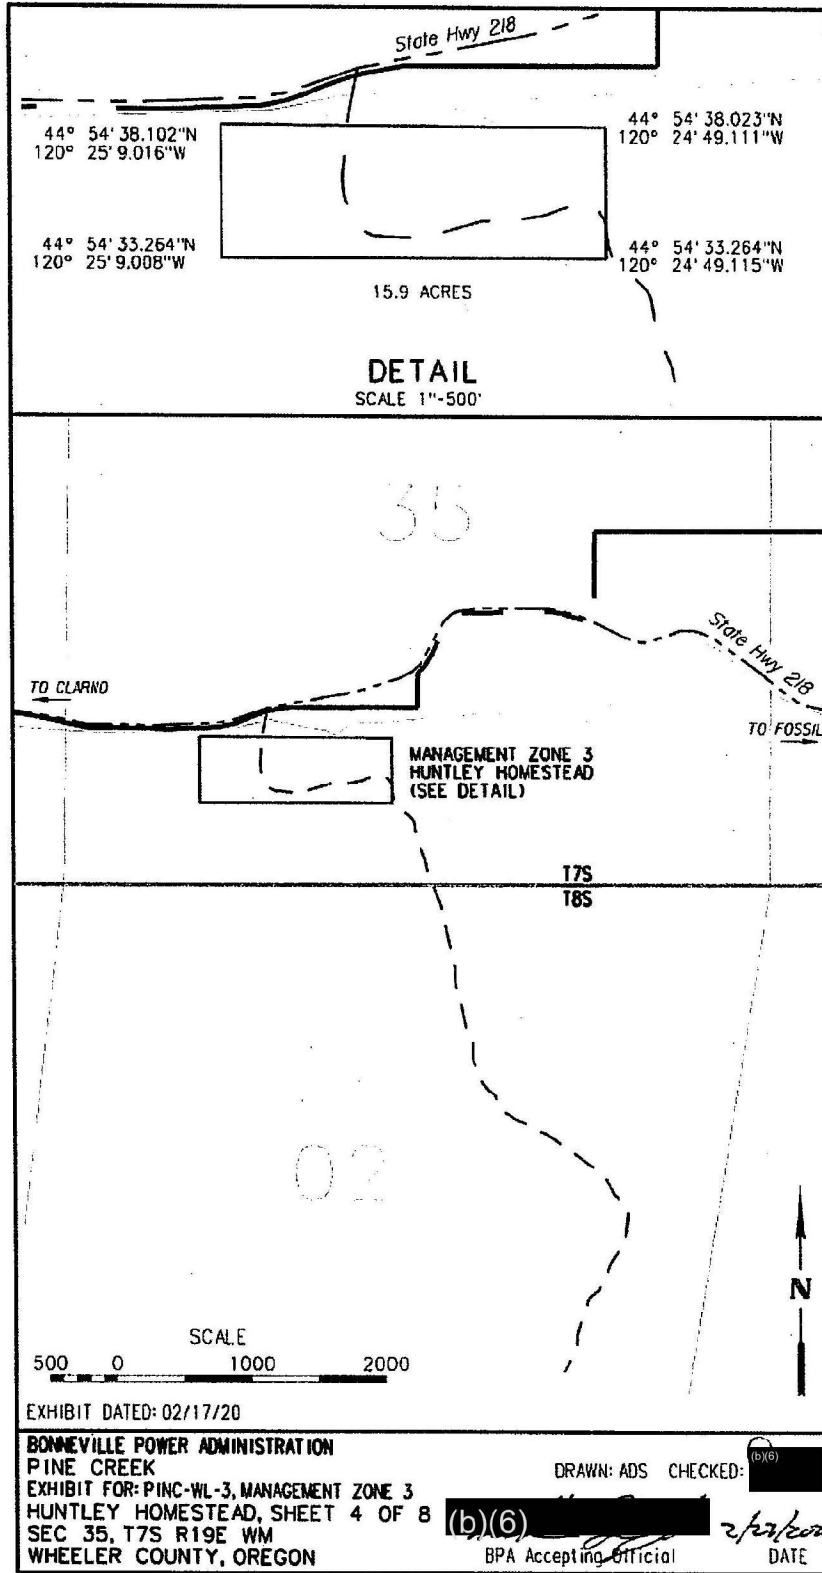 State Hwy 218
44° 54' 38.102"N
120° 25' 9.016"W
44° 54' 38.023"N
120° 24' 49.111"W
44° 54' 33.264"N
120° 25' 9.008"W
44° 54' 33.264"N
120° 24' 49.115"W
15.9 ACRES
DETAIL
SCALE 1"-500'
35
State Hwy 218
TO CLARNO
TO FOSSIL
MANAGEMENT ZONE 3
HUNTLEY HOMESTEAD
(SEE DETAIL)
T7S
T8S
02
N
SCALE
500 0 1000 2000
EXHIBIT DATED: 02/17/20
BONNEVILLE POWER ADMINISTRATION
PINE CREEK
EXHIBIT FOR: PINC-WL-3, MANAGEMENT ZONE 3
HUNTLEY HOMESTEAD, SHEET 4 OF 8
SEC 35, T7S R19E WM
WHEELER COUNTY, OREGON
DRAWN: ADS CHECKED: (b)(6)
(b)(6)
BPA Accepting Official DATE